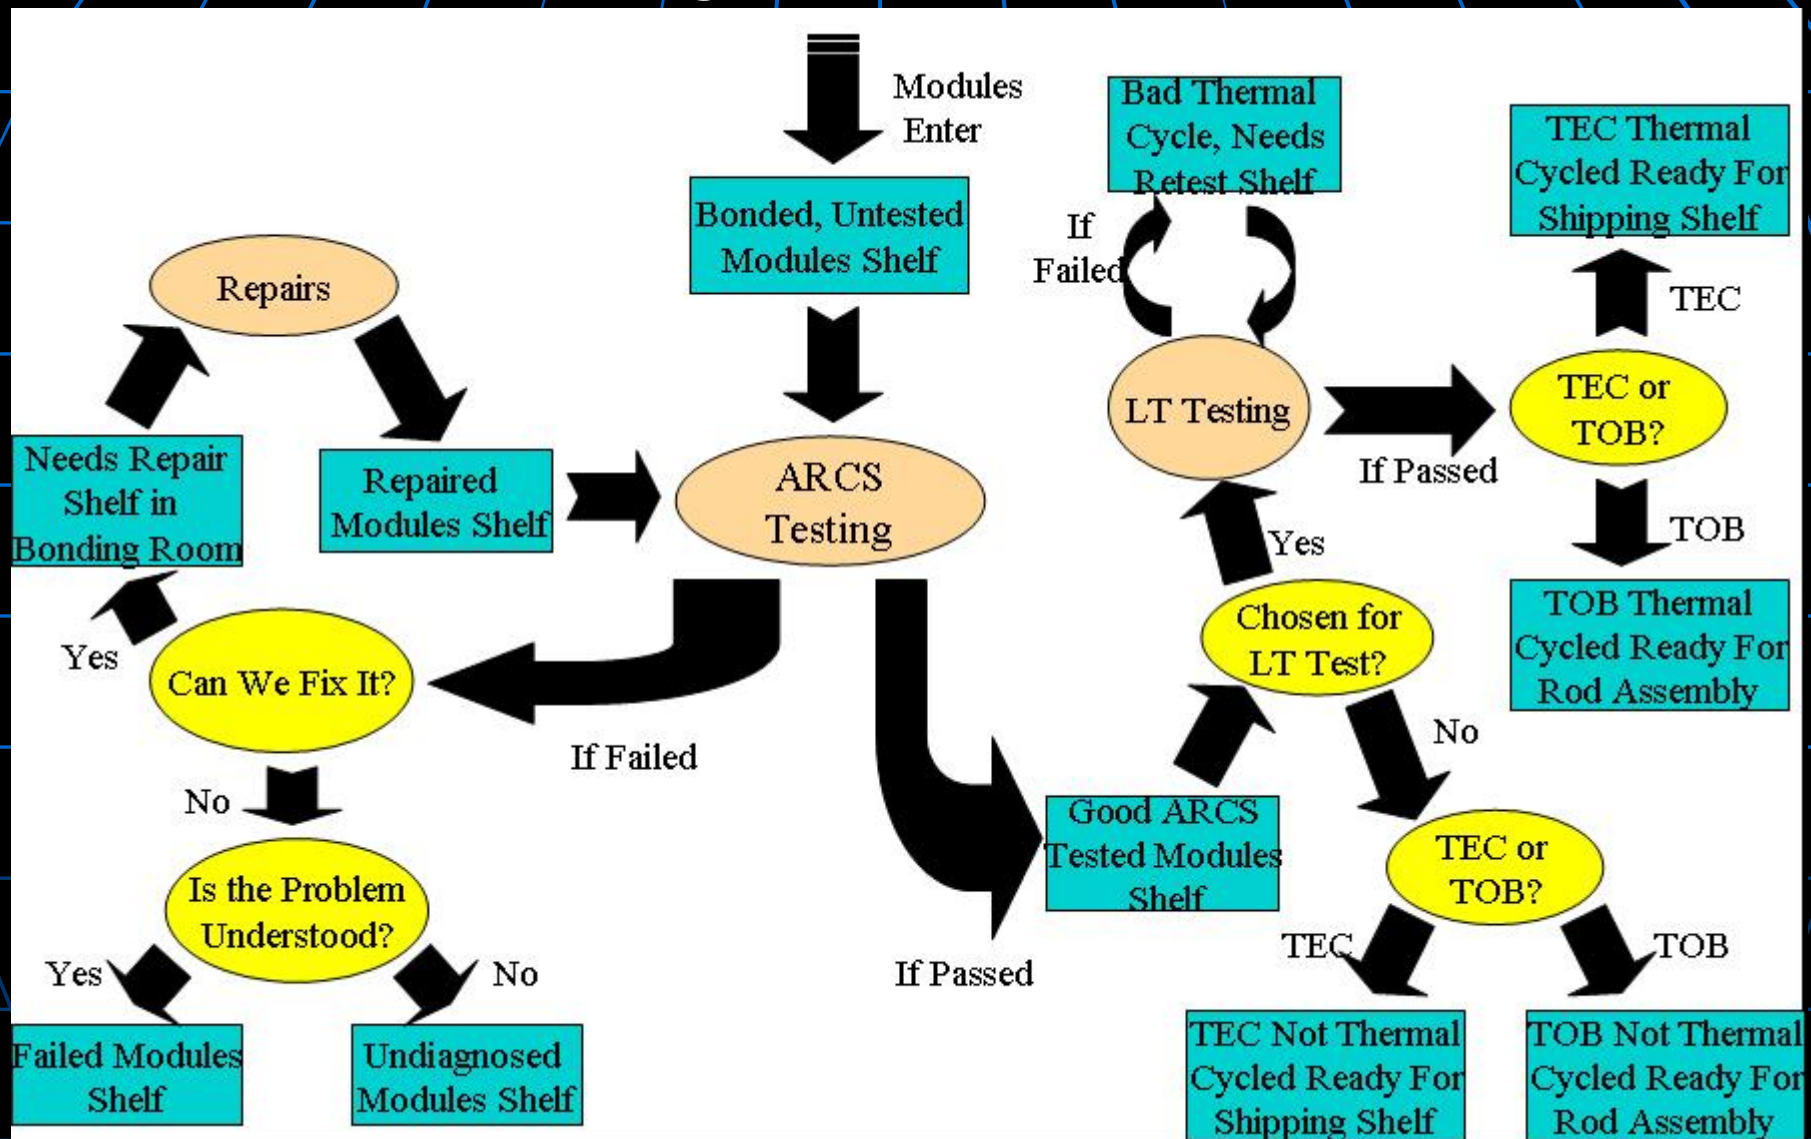 Modules
Enter
Bonded, Untested
Modules Shelf
Repairs
Needs Repair
Shelf in
Bonding Room
Repaired
Modules Shelf
ARCS
Testing
Yes
Can We Fix It?
If Failed
No
Is the Problem
Understood?
Yes
No
Failed Modules
Shelf
Undiagnosed
Modules Shelf
If Passed
Good ARCS
Tested Modules
Shelf
Chosen for
LT Test?
Yes
No
LT Testing
If
Failed
Bad Thermal
Cycle, Needs
Retest Shelf
If Passed
TEC or
TOB?
TEC
TEC Thermal
Cycled Ready For
Shipping Shelf
TOB
TOB Thermal
Cycled Ready For
Rod Assembly
TEC or
TOB?
TEC
TOB
TEC Not Thermal
Cycled Ready For
Shipping Shelf
TOB Not Thermal
Cycled Ready For
Rod Assembly